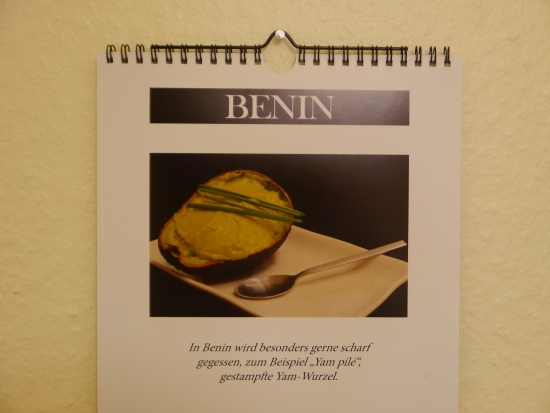 BENIN
In Benin wird besonders gerne scharf
gegessen, zum Beispiel „Yam pilé“,
gestampfte Yam-Wurzel.